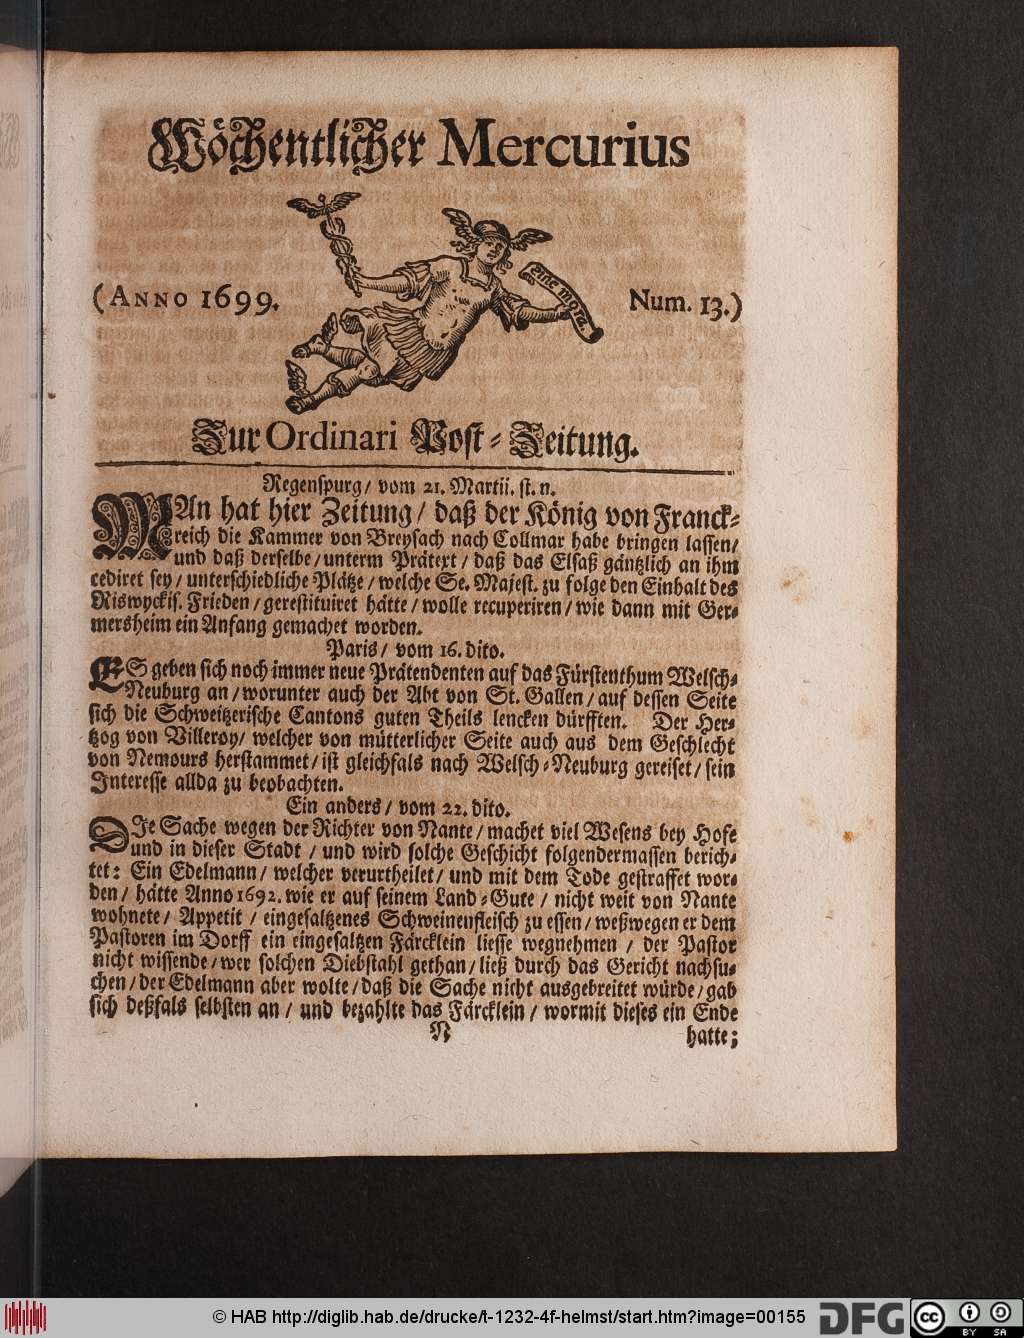 Wöchentlicher Mercurius
(ANNO 1699.
sine mora.
Num. 13.)
Zur Ordinari Post-Zeitung.
Regenspurg/ vom 21. Martii. st. n.
MAn hat hier Zeitung/ daß der König von Franck-
reich die Kammer von Breysach nach Collmar habe bringen lassen/
und daß derselbe/ unterm Prätext/ daß das Elsaß gäntzlich an ihm
cediret sey/ unterschiedliche Plätze/ welche Se. Majest. zu folge den Einhalt des
Riswyckis. Frieden/ gerestituiret hätte/ wolle recuperiren/ wie dann mit Ger-
mersheim ein Anfang gemachet worden.
Paris/ vom 16. dito.
ES geben sich noch immer neue Prätendenten auf das Fürstenthum Welsch-
Neuburg an/ worunter auch der Abt von St. Gallen/ auf dessen Seite
sich die Schweitzerische Cantons guten Theils lencken dürfften. Der Her-
tzog von Villeroy/ welcher von mütterlicher Seite auch aus dem Geschlecht
von Nemours herstammet/ ist gleichfals nach Welsch-Neuburg gereiset/ sein
Interesse allda zu beobachten.
Ein anders/ vom 22. dito.
DIe Sache wegen der Richter von Nante/ machet viel Wesens bey Hofe
und in dieser Stadt/ und wird solche Geschicht folgendermassen berich-
tet: Ein Edelmann/ welcher verurtheilet/ und mit dem Tode gestraffet wor-
den/ hätte Anno 1692. wie er auf seinem Land-Gute/ nicht weit von Nante
wohnete/ Appetit/ eingesaltzenes Schweinenfleisch zu essen/ weßwegen er dem
Pastoren im Dorff ein eingesaltzen Färcklein liesse wegnehmen/ der Pastor
nicht wissende/ wer solchen Diebstahl gethan/ ließ durch das Gericht nachsu-
chen/ der Edelmann aber wolte/ daß die Sache nicht ausgebreitet würde/ gab
sich deßfals selbsten an/ und bezahlte das Färcklein/ wormit dieses ein Ende
N hatte;
© HAB http://diglib.hab.de/drucke/t-1232-4f-helmst/start.htm?image=00155
DFG
cc BY SA